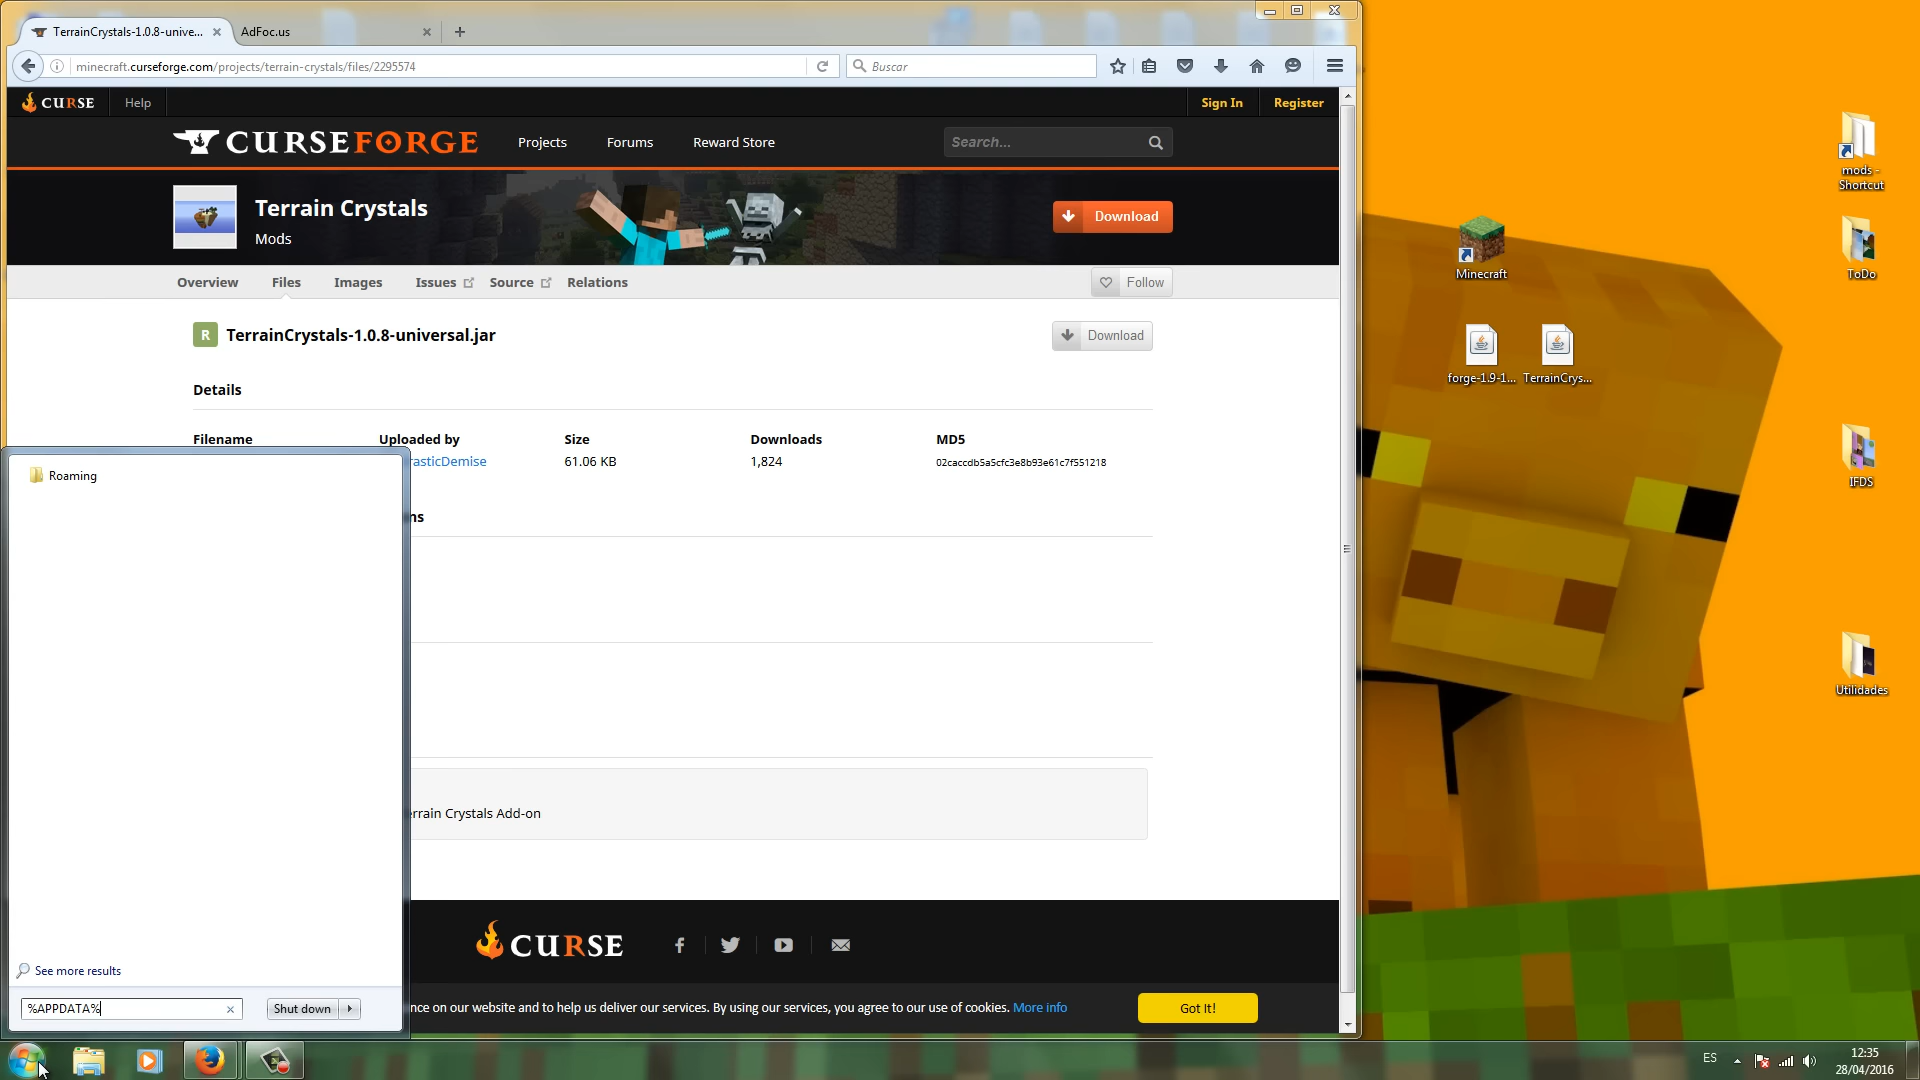 TerrainCrystals-1.0.8-unive...
AdFoc.us
minecraft.curseforge.com/projects/terrain-crystals/files/2295574
Buscar
CURSE
Help
Sign In
Register
CURSEFORGE
Projects
Forums
Reward Store
Search...
Terrain Crystals
Mods
Download
Overview
Files
Images
Issues
Source
Relations
Follow
R
TerrainCrystals-1.0.8-universal.jar
Download
Details
Filename
Uploaded by
Size
Downloads
MD5
rasticDemise
61.06 KB
1,824
02caccdb5a5cfc3e8b93e61c7f551218
ns
errain Crystals Add-on
CURSE
nce on our website and to help us deliver our services. By using our services, you agree to our use of cookies. More info
Got It!
Roaming
See more results
%APPDATA%
Shut down
mods -
Shortcut
Minecraft
ToDo
forge-1.9-1...
TerrainCrys...
IFDS
Utilidades
ES
12:35
28/04/2016